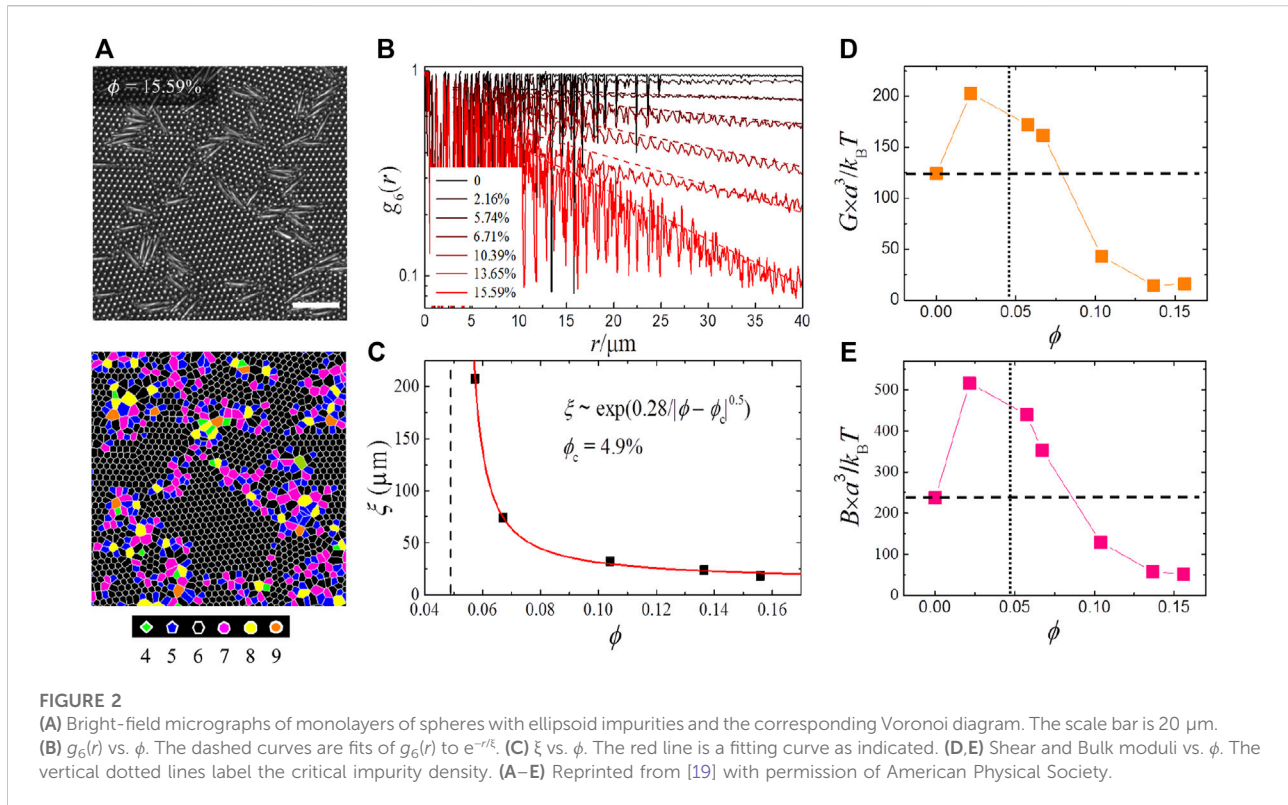 A
ϕ = 15.59%
4 5 6 7 8 9
B
g₆(r)
1
0.1
0
2.16%
5.74%
6.71%
10.39%
13.65%
15.59%
0 5 10 15 20 25 30 35 40
r/μm
C
ξ (μm)
200
150
100
50
0
ξ ~ exp(0.28/|ϕ − ϕc|^0.5)
ϕc = 4.9%
0.04 0.06 0.08 0.10 0.12 0.14 0.16
ϕ
D
G×a³/kBT
200
150
100
50
0
0.00 0.05 0.10 0.15
ϕ
E
B×a³/kBT
500
400
300
200
100
0
0.00 0.05 0.10 0.15
ϕ
FIGURE 2
(A) Bright-field micrographs of monolayers of spheres with ellipsoid impurities and the corresponding Voronoi diagram. The scale bar is 20 μm.
(B) g₆(r) vs. ϕ. The dashed curves are fits of g₆(r) to e^−r/ξ. (C) ξ vs. ϕ. The red line is a fitting curve as indicated. (D,E) Shear and Bulk moduli vs. ϕ. The
vertical dotted lines label the critical impurity density. (A–E) Reprinted from [19] with permission of American Physical Society.